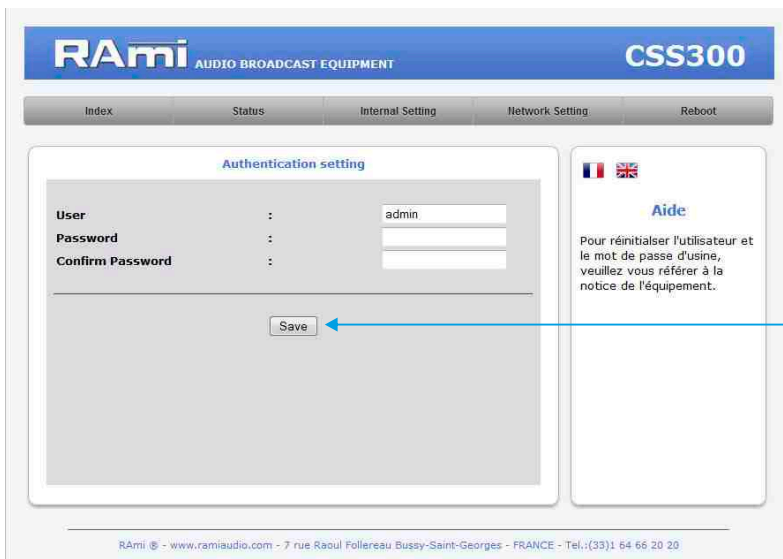 RAmi AUDIO BROADCAST EQUIPMENT CSS300
Index Status Internal Setting Network Setting Reboot
Authentication setting
User : admin
Password :
Confirm Password :
Save
Aide
Pour réinitialser l'utilisateur et
le mot de passe d'usine,
veuillez vous référer à la
notice de l'équipement.
RAmi ® - www.ramiaudio.com - 7 rue Raoul Follereau Bussy-Saint-Georges - FRANCE - Tel.:(33)1 64 66 20 20